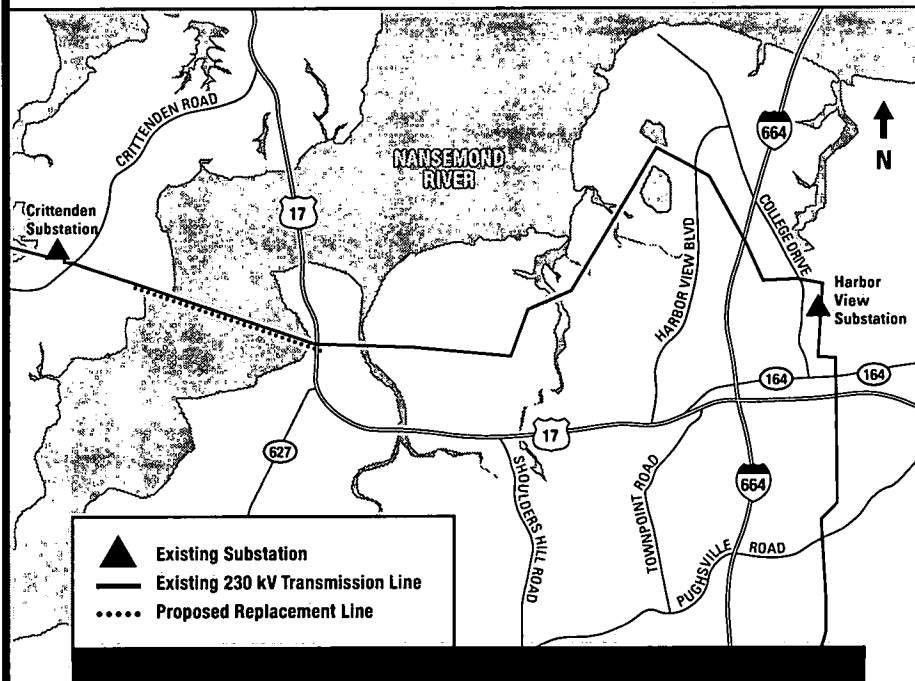 CRITTENDEN ROAD
664
N
NANSEMOND
RIVER
Crittenden
Substation
17
COLLEGE DRIVE
HARBOR VIEW BLVD
Harbor
View
Substation
164
164
17
627
SHOULDERS HILL ROAD
TOWNPOINT ROAD
664
PUGHSVILLE ROAD
Existing Substation
Existing 230 kV Transmission Line
Proposed Replacement Line